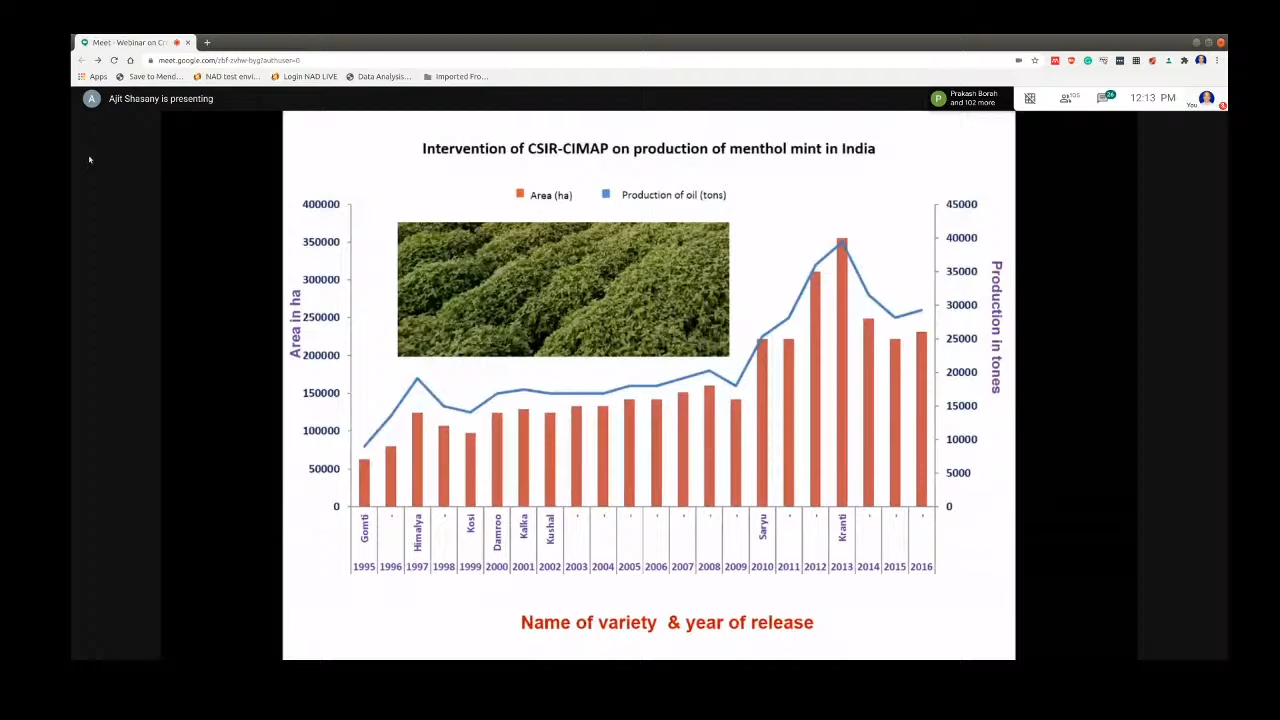 Meet - Webinar on Cr
meet.google.com/zbf-zvhw-byg?authuser=0
Apps Save to Mend... NAD test envi... Login NAD LIVE Data Analysis... Imported Fro...
A Ajit Shasany is presenting
P Prakash Borah
and 102 more
105
26
12:13 PM
You
Intervention of CSIR-CIMAP on production of menthol mint in India
Area (ha) Production of oil (tons)
400000
350000
300000
250000
200000
150000
100000
50000
0
Area in ha
45000
40000
35000
30000
25000
20000
15000
10000
5000
0
Production in tones
Gomti - Himalya - Kosi Damroo Kalka Kushal - - - - - - - Saryu - - Kranti - - -
1995 1996 1997 1998 1999 2000 2001 2002 2003 2004 2005 2006 2007 2008 2009 2010 2011 2012 2013 2014 2015 2016
Name of variety & year of release